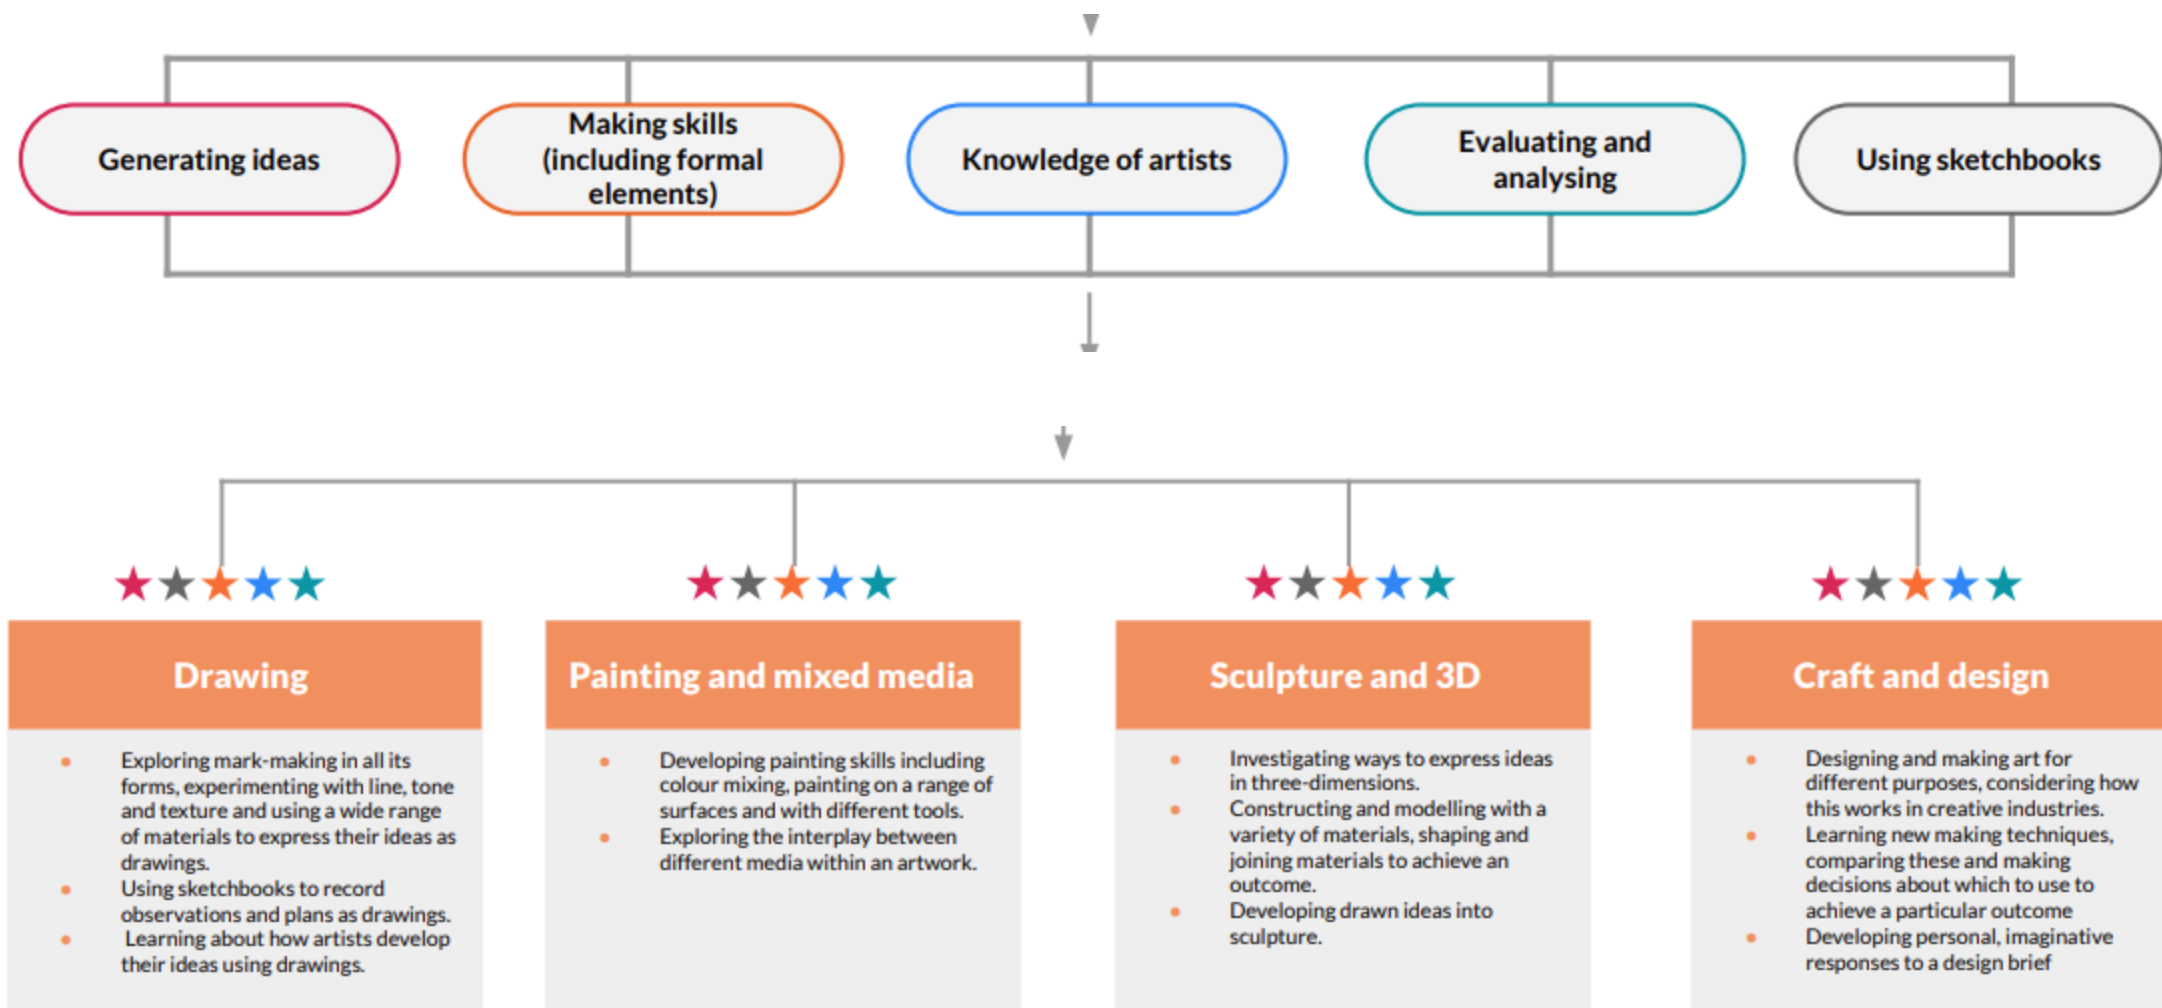 Generating ideas
Making skills
(including formal
elements)
Knowledge of artists
Evaluating and
analysing
Using sketchbooks
Drawing
• Exploring mark-making in all its
forms, experimenting with line, tone
and texture and using a wide range
of materials to express their ideas as
drawings.
• Using sketchbooks to record
observations and plans as drawings.
• Learning about how artists develop
their ideas using drawings.
Painting and mixed media
• Developing painting skills including
colour mixing, painting on a range of
surfaces and with different tools.
• Exploring the interplay between
different media within an artwork.
Sculpture and 3D
• Investigating ways to express ideas
in three-dimensions.
• Constructing and modelling with a
variety of materials, shaping and
joining materials to achieve an
outcome.
• Developing drawn ideas into
sculpture.
Craft and design
• Designing and making art for
different purposes, considering how
this works in creative industries.
• Learning new making techniques,
comparing these and making
decisions about which to use to
achieve a particular outcome
• Developing personal, imaginative
responses to a design brief